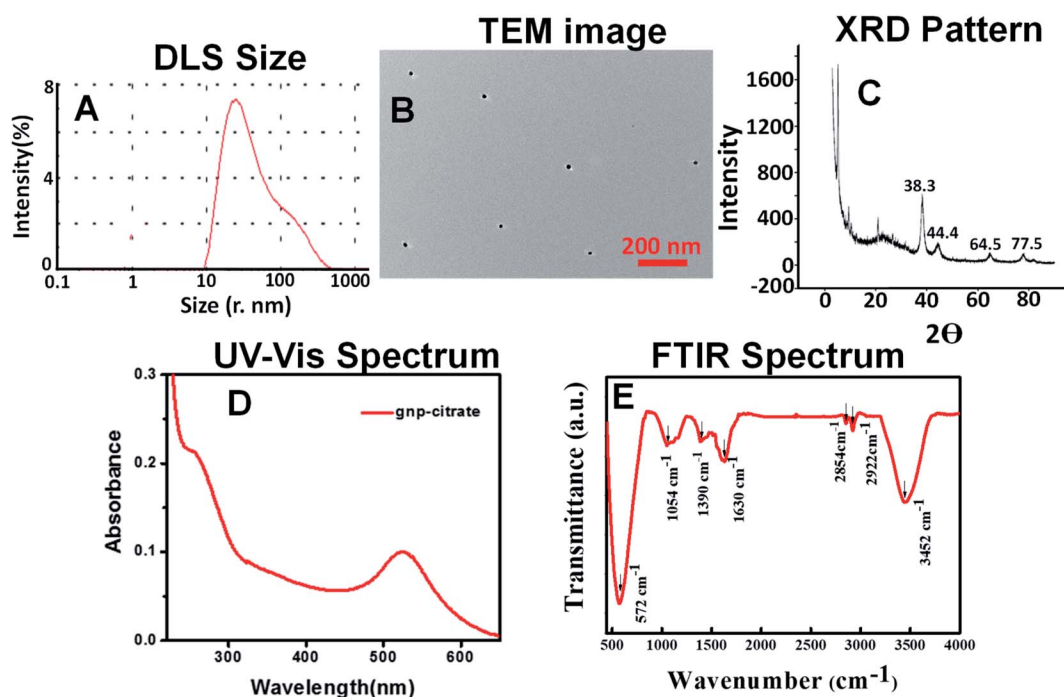 DLS Size
A
Intensity(%)
8
6
4
2
0
0.1
1
10
100
1000
Size (r. nm)
TEM image
B
200 nm
XRD Pattern
C
Intensity
1600
1200
800
400
0
-200
38.3
44.4
64.5
77.5
0
20
40
60
80
2Θ
UV-Vis Spectrum
D
gnp-citrate
Absorbance
0.3
0.2
0.1
0.0
300
400
500
600
Wavelength(nm)
FTIR Spectrum
E
Transmittance (a.u.)
572 cm⁻¹
1054 cm⁻¹
1390 cm⁻¹
1630 cm⁻¹
2854cm⁻¹
2922cm⁻¹
3452 cm⁻¹
500
1000
1500
2000
2500
3000
3500
4000
Wavenumber (cm⁻¹)